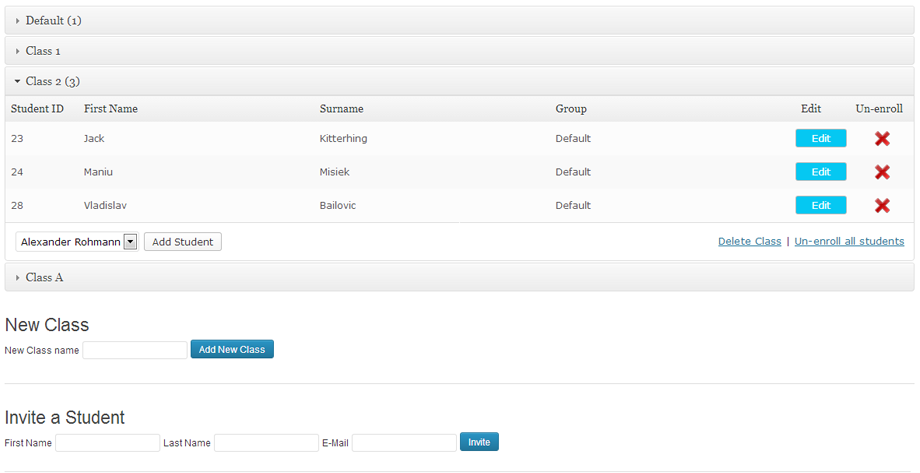 Default (1)
Class 1
Class 2 (3)
Student ID First Name Surname Group Edit Un-enroll
23 Jack Kitterhing Default Edit
24 Maniu Misiek Default Edit
28 Vladislav Bailovic Default Edit
Alexander Rohmann Add Student Delete Class | Un-enroll all students
Class A
New Class
New Class name Add New Class
Invite a Student
First Name Last Name E-Mail Invite